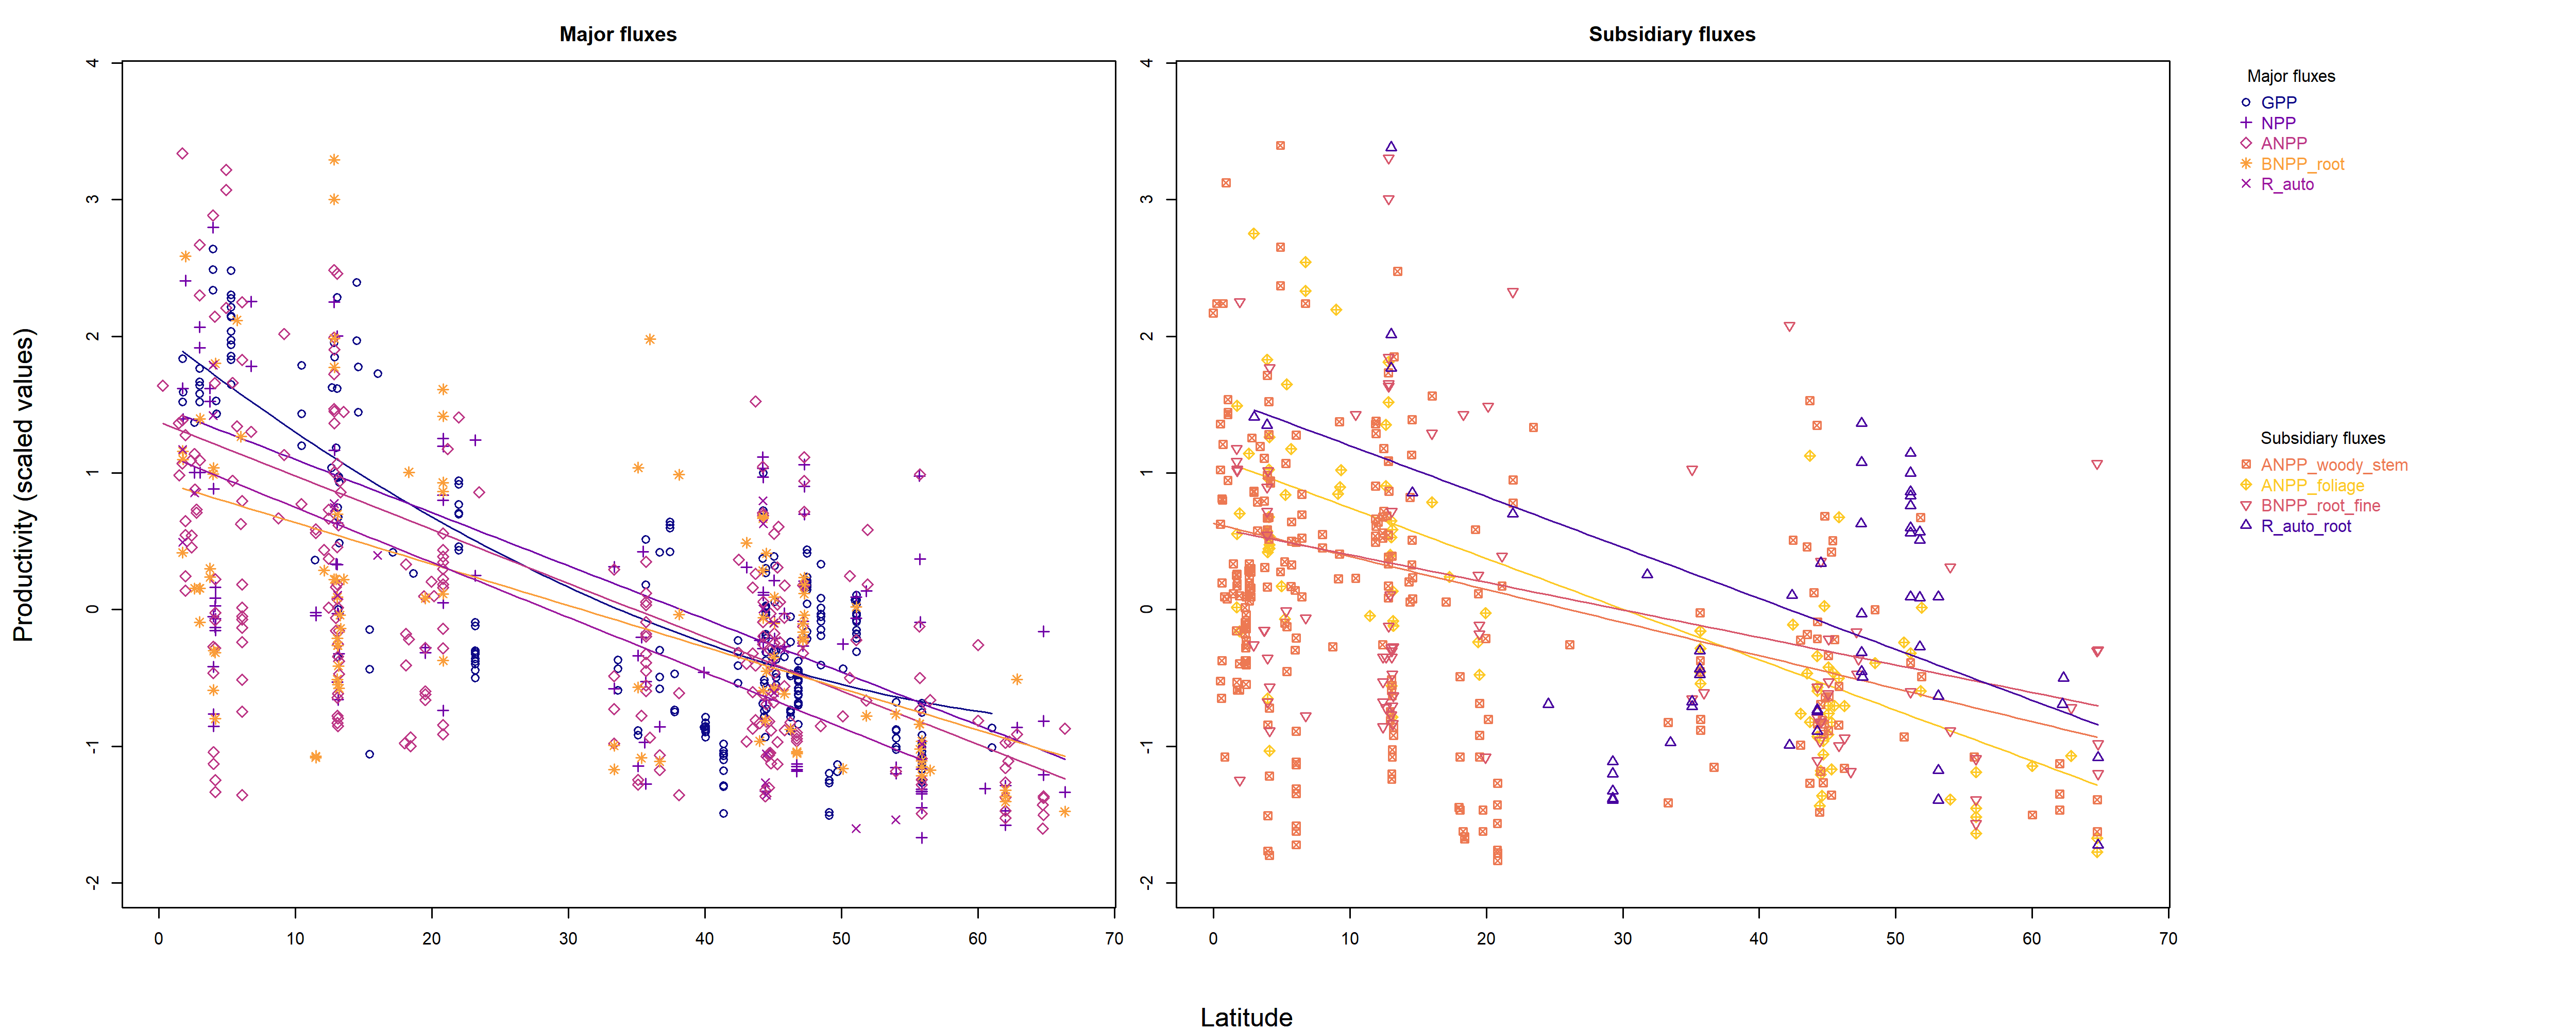 Major fluxes
Subsidiary fluxes
Productivity (scaled values)
4
3
2
1
0
-1
-2
0 10 20 30 40 50 60 70
4
3
2
1
0
-1
-2
0 10 20 30 40 50 60 70
Latitude
Major fluxes
GPP
NPP
ANPP
BNPP_root
R_auto
Subsidiary fluxes
ANPP_woody_stem
ANPP_foliage
BNPP_root_fine
R_auto_root